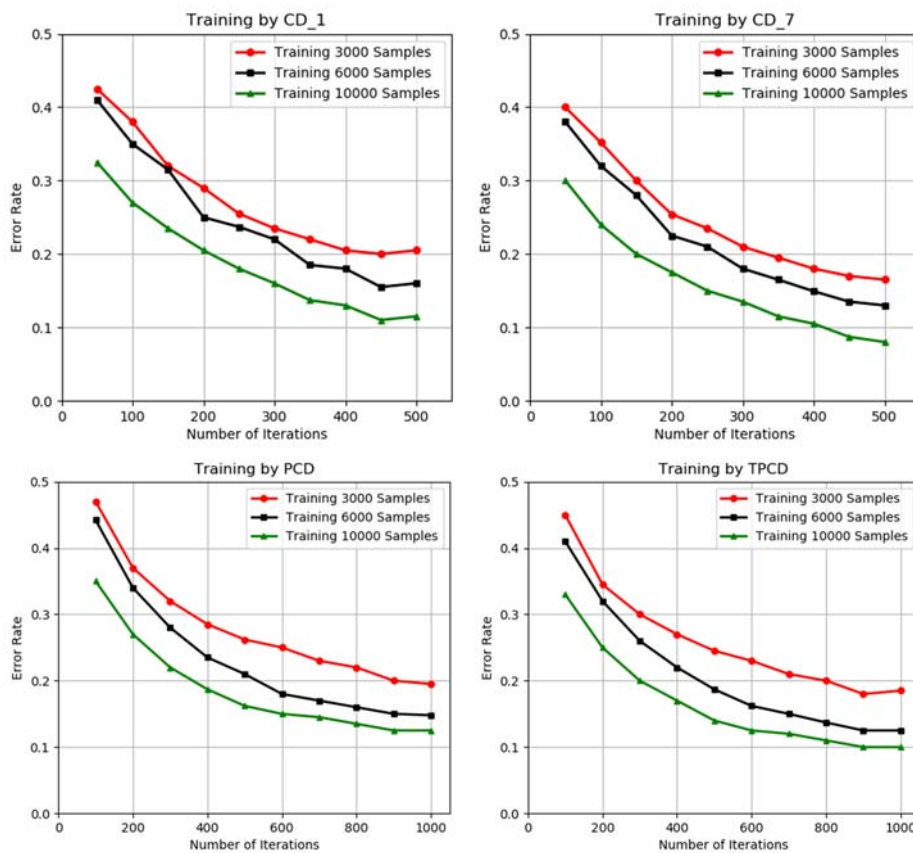 Training by CD_1
0.5
0.4
0.3
0.2
0.1
0.0
Error Rate
Training 3000 Samples
Training 6000 Samples
Training 10000 Samples
0 100 200 300 400 500
Number of Iterations
Training by CD_7
0.5
0.4
0.3
0.2
0.1
0.0
Error Rate
Training 3000 Samples
Training 6000 Samples
Training 10000 Samples
0 100 200 300 400 500
Number of Iterations
Training by PCD
0.5
0.4
0.3
0.2
0.1
0.0
Error Rate
Training 3000 Samples
Training 6000 Samples
Training 10000 Samples
0 200 400 600 800 1000
Number of Iterations
Training by TPCD
0.5
0.4
0.3
0.2
0.1
0.0
Error Rate
Training 3000 Samples
Training 6000 Samples
Training 10000 Samples
0 200 400 600 800 1000
Number of Iterations